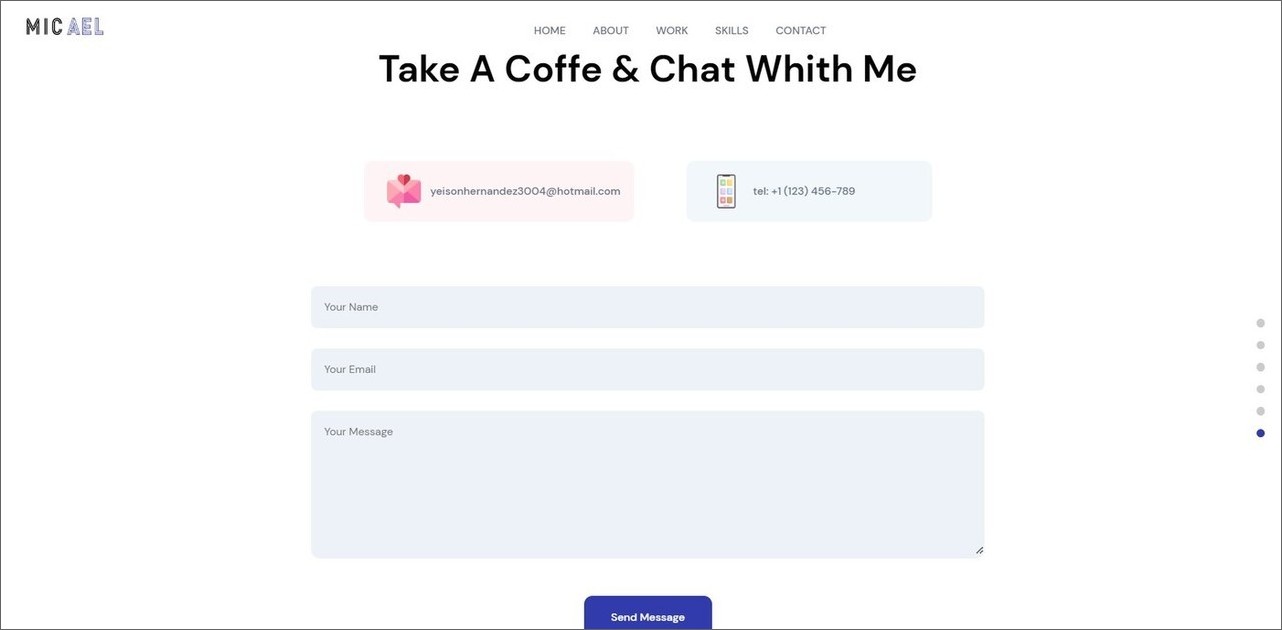 MICAEL
HOME ABOUT WORK SKILLS CONTACT
Take A Coffe & Chat Whith Me
yeisonhernandez3004@hotmail.com
tel: +1 (123) 456-789
Your Name
Your Email
Your Message
Send Message